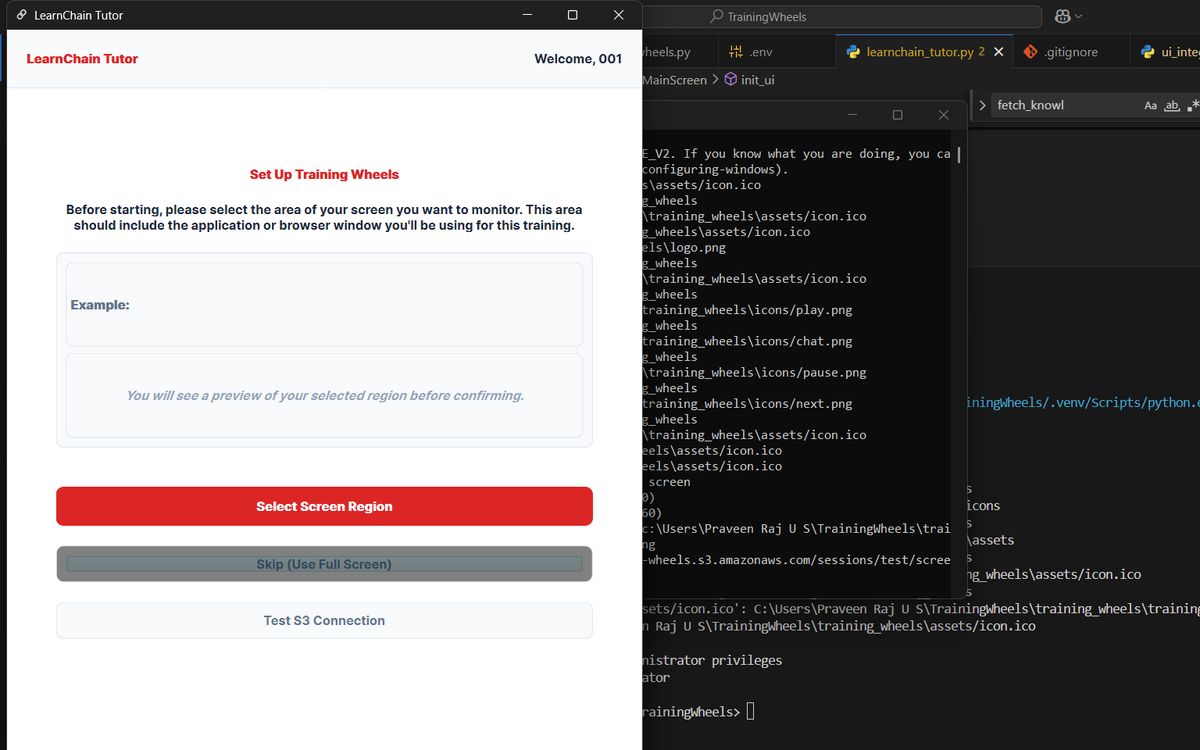 LearnChain Tutor
LearnChain Tutor
Welcome, 001
Set Up Training Wheels
Before starting, please select the area of your screen you want to monitor. This area
should include the application or browser window you'll be using for this training.
Example:
You will see a preview of your selected region before confirming.
Select Screen Region
Skip (Use Full Screen)
Test S3 Connection
TrainingWheels
heels.py
.env
learnchain_tutor.py 2
.gitignore
ui_inte
MainScreen > init_ui
fetch_knowl
Aa ab .*
E_V2. If you know what you are doing, you ca
configuring-windows).
s\assets/icon.ico
g_wheels
\training_wheels\assets/icon.ico
g_wheels\assets/icon.ico
els\logo.png
g_wheels
\training_wheels\assets/icon.ico
g_wheels
training_wheels\icons/play.png
g_wheels
training_wheels\icons/chat.png
g_wheels
\training_wheels\icons/pause.png
g_wheels
training_wheels\icons/next.png
g_wheels
\training_wheels\assets/icon.ico
eels\assets/icon.ico
eels\assets/icon.ico
screen
0)
60)
c:\Users\Praveen Raj U S\TrainingWheels\trai
ng
-wheels.s3.amazonaws.com/sessions/test/scree
iningWheels/.venv/Scripts/python.e
s
icons
s
\assets
s
ng_wheels\assets/icon.ico
s
sets/icon.ico': C:\Users\Praveen Raj U S\TrainingWheels\training_wheels\training
n Raj U S\TrainingWheels\training_wheels\assets/icon.ico
nistrator privileges
ator
rainingWheels>